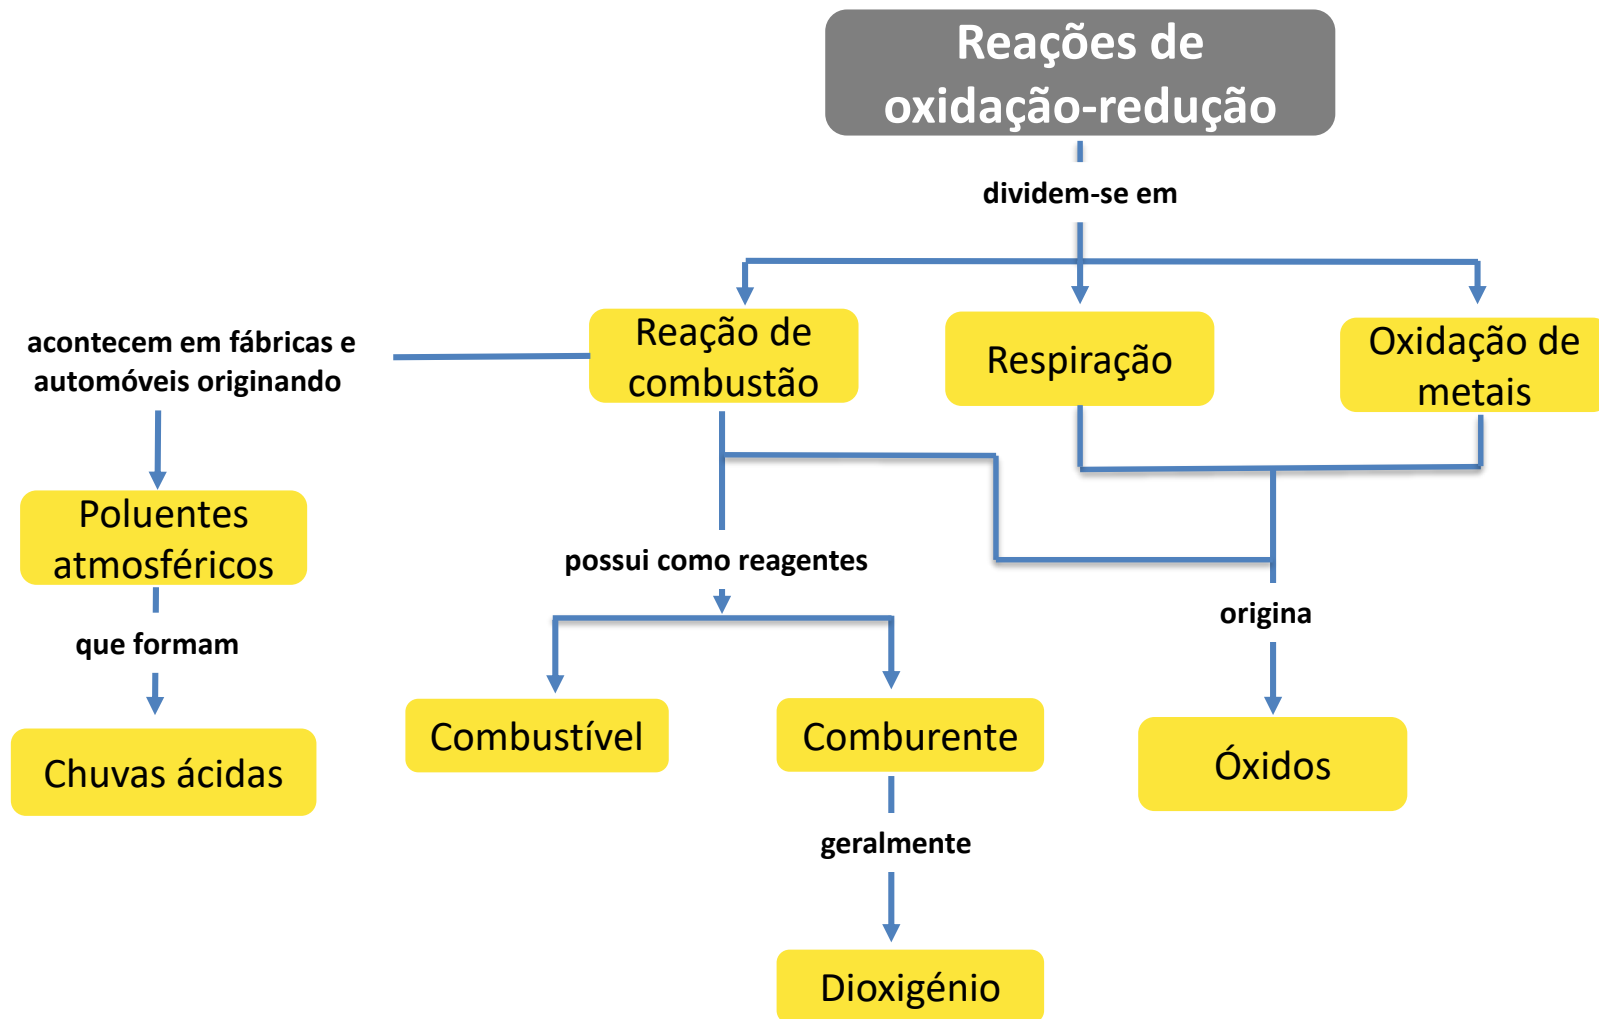 Reações de
oxidação-redução
dividem-se em
Reação de
combustão
Respiração
Oxidação de
metais
acontecem em fábricas e
automóveis originando
Poluentes
atmosféricos
que formam
Chuvas ácidas
possui como reagentes
Combustível
Comburente
geralmente
Dioxigénio
origina
Óxidos